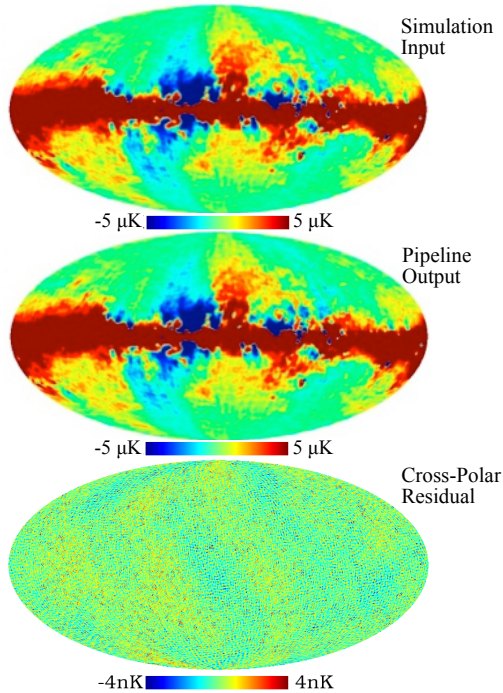 Simulation
Input
-5 μK 5 μK
Pipeline
Output
-5 μK 5 μK
Cross-Polar
Residual
-4nK 4nK